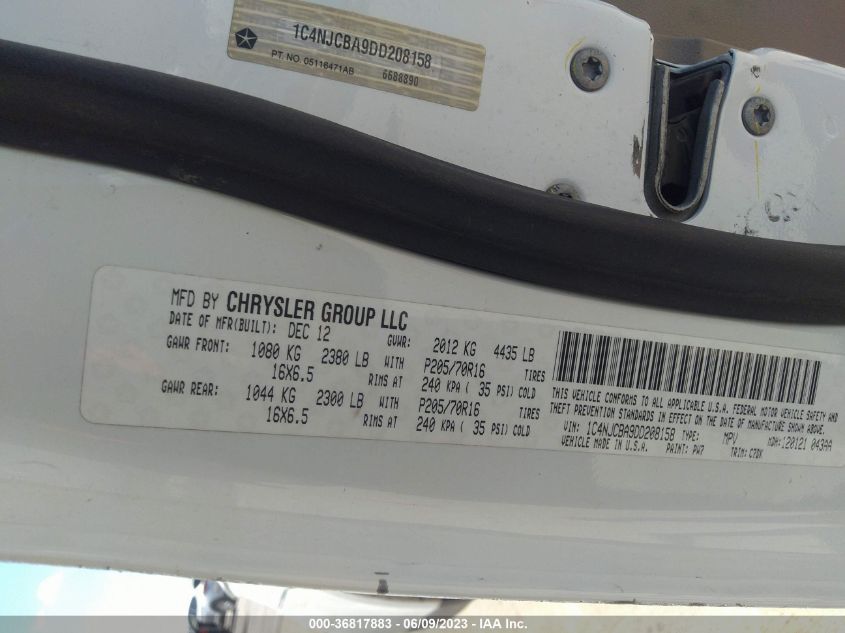 1C4NJCBA9DD208158
PT. NO. 05116471AB 6688890
MFD BY CHRYSLER GROUP LLC
DATE OF MFR(BUILT): DEC 12 GVWR: 2012 KG 4435 LB
GAWR FRONT: 1080 KG 2380 LB WITH P205/70R16 TIRES
16X6.5 RIMS AT 240 KPA ( 35 PSI) COLD
GAWR REAR: 1044 KG 2300 LB WITH P205/70R16 TIRES
16X6.5 RIMS AT 240 KPA ( 35 PSI) COLD
THIS VEHICLE CONFORMS TO ALL APPLICABLE U.S.A. FEDERAL MOTOR VEHICLE SAFETY AND
THEFT PREVENTION STANDARDS IN EFFECT ON THE DATE OF MANUFACTURE SHOWN ABOVE.
VIN: 1C4NJCBA9DD208158 TYPE: MPV MDH: 120121 043AA
VEHICLE MADE IN U.S.A. PAINT: PW7 TRIM:
000-36817883 - 06/09/2023 - © IAA Inc.